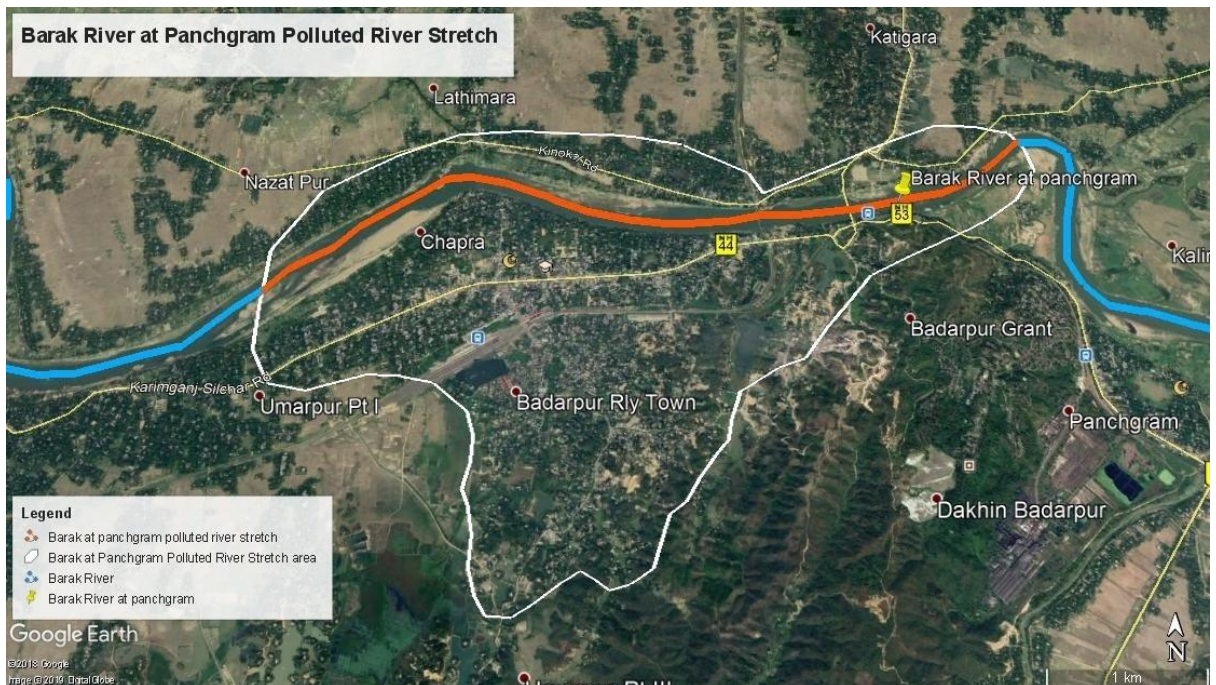 Barak River at Panchgram Polluted River Stretch
Katigara
Lathimara
Kinokai Rd
Nazat Pur
Barak River at panchgram
53
Chapra
44
Kalin
Badarpur Grant
Karimganj Silchar Rd
Umarpur Pt I
Badarpur Rly Town
Panchgram
Dakhin Badarpur
Legend
Barak at panchgram polluted river stretch
Barak at Panchgram Polluted River Stretch area
Barak River
Barak River at panchgram
Google Earth
N
©2018 Google
Image ©2019 DigitalGlobe
1 km